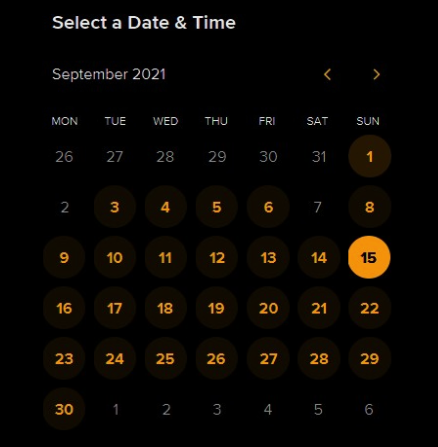 Select a Date & Time
September 2021
MON TUE WED THU FRI SAT SUN
26 27 28 29 30 31 1
2 3 4 5 6 7 8
9 10 11 12 13 14 15
16 17 18 19 20 21 22
23 24 25 26 27 28 29
30 1 2 3 4 5 6